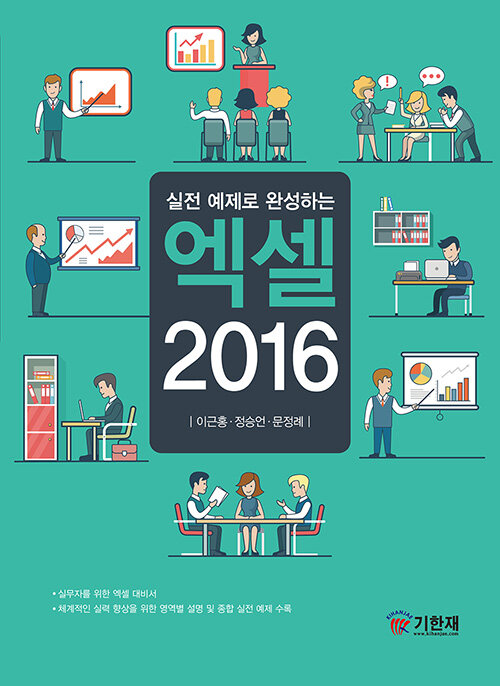 실전 예제로 완성하는
엑셀
2016
| 이근홍 · 정승언 · 문정례 |
• 실무자를 위한 엑셀 대비서
• 체계적인 실력 향상을 위한 영역별 설명 및 종합 실전 예제 수록
KIHANJAE
기한재
www.kihanjae.com